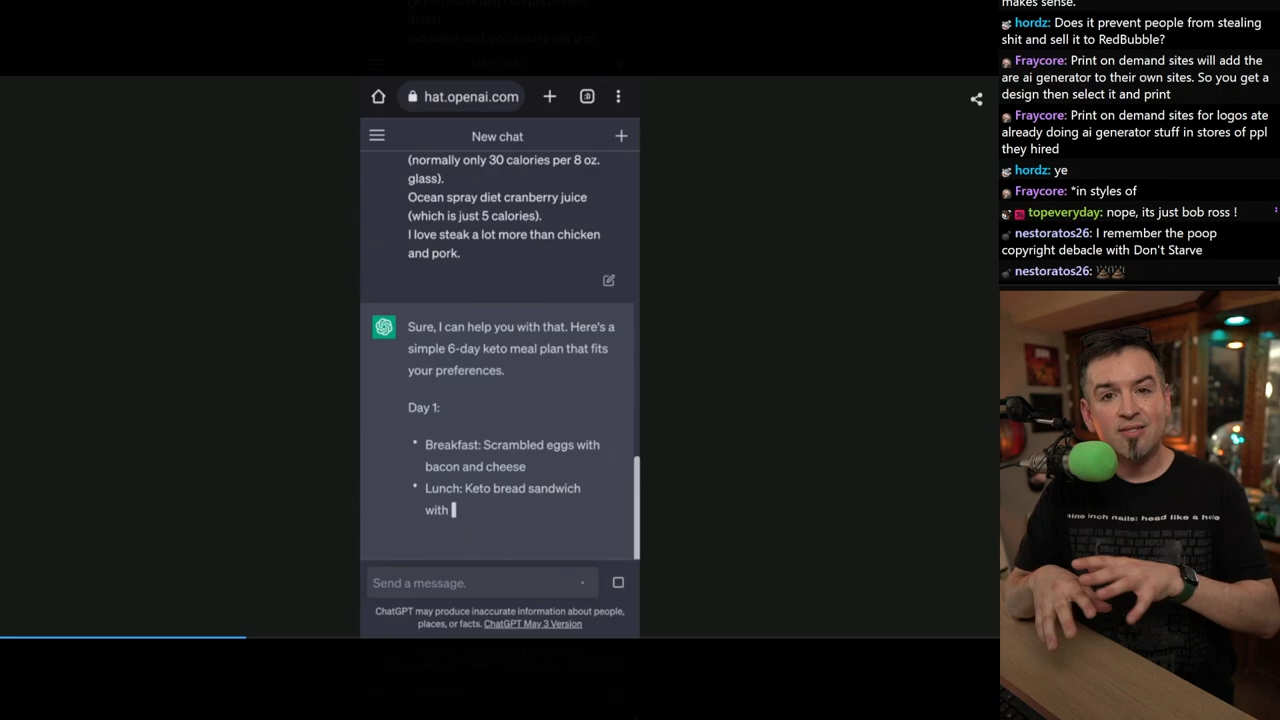 hat.openai.com
New chat
(normally only 30 calories per 8 oz.
glass).
Ocean spray diet cranberry juice
(which is just 5 calories).
I love steak a lot more than chicken
and pork.
Sure, I can help you with that. Here's a
simple 6-day keto meal plan that fits
your preferences.
Day 1:
• Breakfast: Scrambled eggs with
bacon and cheese
• Lunch: Keto bread sandwich
with
Send a message.
ChatGPT may produce inaccurate information about people,
places, or facts. ChatGPT May 3 Version
makes sense.
hordz: Does it prevent people from stealing
shit and sell it to RedBubble?
Fraycore: Print on demand sites will add the
are ai generator to their own sites. So you get a
design then select it and print
Fraycore: Print on demand sites for logos ate
already doing ai generator stuff in stores of ppl
they hired
hordz: ye
Fraycore: *in styles of
topeveryday: nope, its just bob ross !
nestoratos26: I remember the poop
copyright debacle with Don't Starve
nestoratos26:
nine inch nails: head like a hole